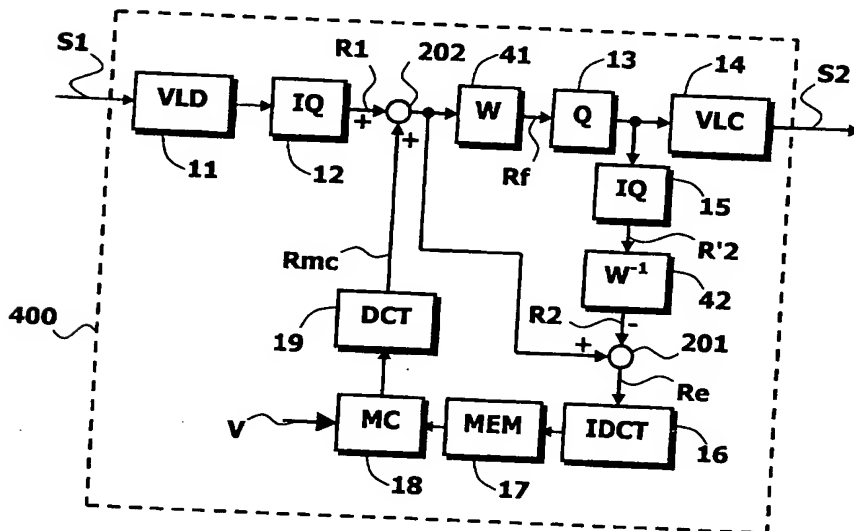 S1
R1
202
41
13
14
S2
VLD
IQ
W
Q
VLC
+
+
11
12
Rf
IQ
15
Rmc
R'2
W⁻¹
42
400
DCT
19
R2
-
+
201
Re
V
MC
MEM
IDCT
16
18
17